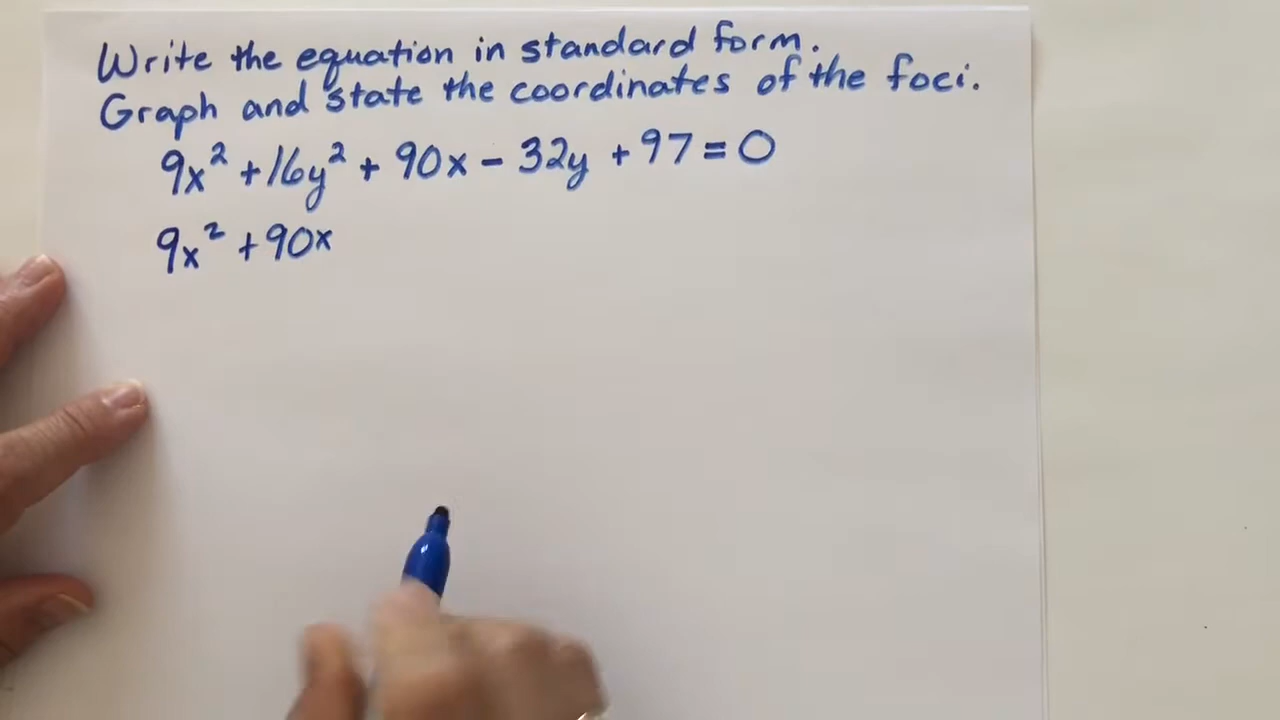 Write the equation in standard form.
Graph and state the coordinates of the foci.
9x² + 16y² + 90x - 32y + 97 = 0
9x² + 90x